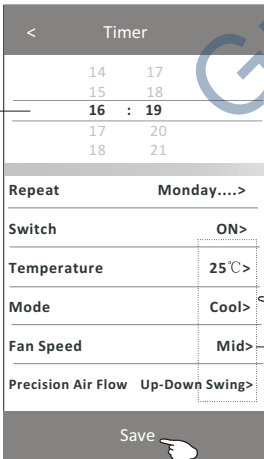 < Timer
14 17
15 18
16 : 19
17 20
18 21
Repeat Monday....>
Switch ON>
Temperature 25℃>
Mode Cool>
Fan Speed Mid>
Precision Air Flow Up-Down Swing>
Save